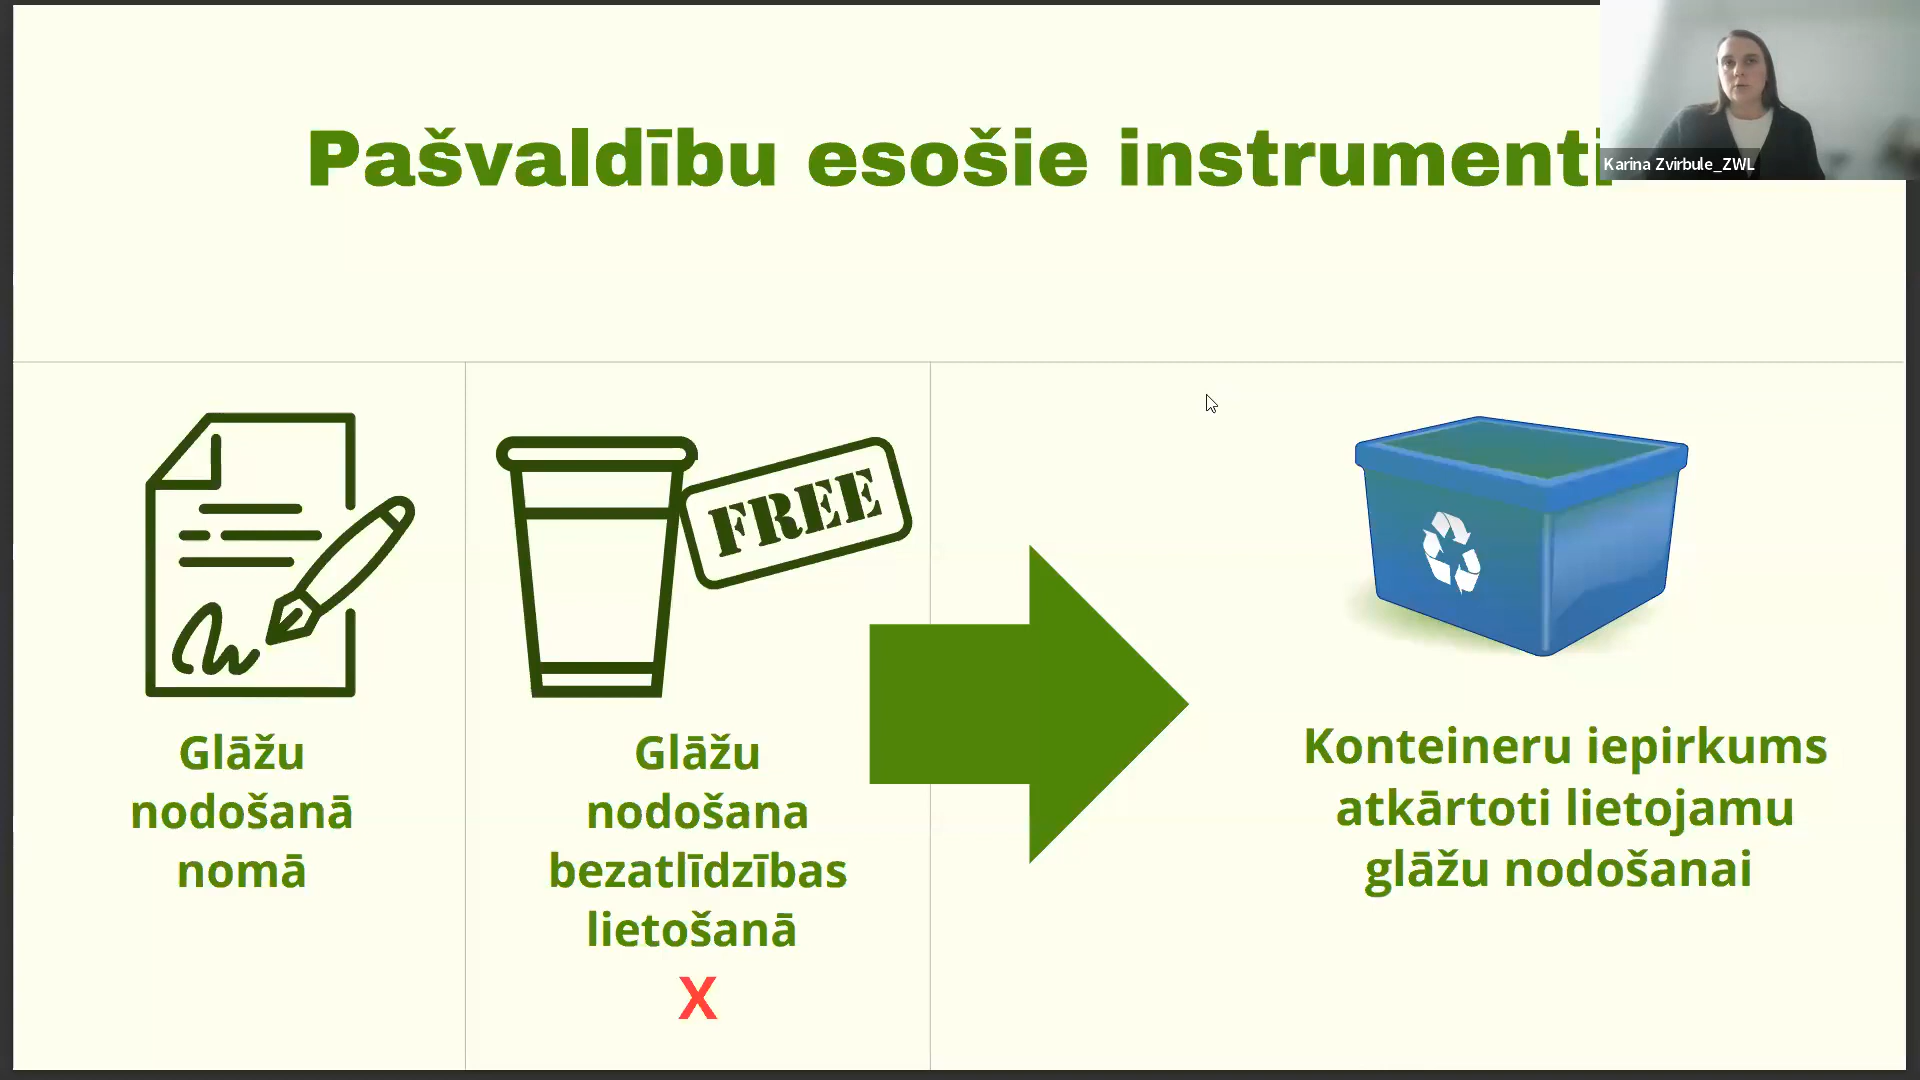 Pašvaldību esošie instrumenti
Karina Zvirbule_ZWL
FREE
Glāžu
nodošanā
nomā
Glāžu
nodošana
bezatlīdzības
lietošanā
X
Konteineru iepirkums
atkārtoti lietojamu
glāžu nodošanai